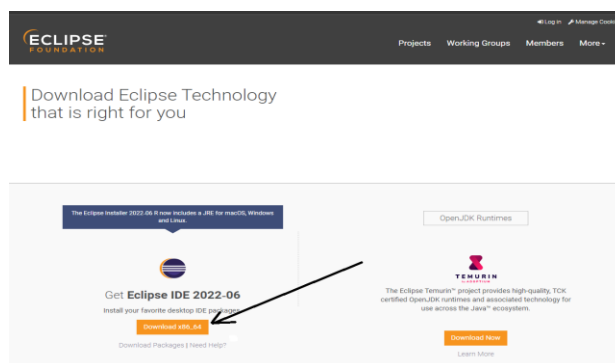 Log in Manage Cookie
ECLIPSE
FOUNDATION
Projects Working Groups Members More
Download Eclipse Technology
that is right for you
The Eclipse Installer 2022-06 R now includes a JRE for macOS, Windows
and Linux.
Get Eclipse IDE 2022-06
Install your favorite desktop IDE packages.
Download x86_64
Download Packages | Need Help?
OpenJDK Runtimes
TEMURIN
BY ADOPTIUM
The Eclipse Temurin™ project provides high-quality, TCK
certified OpenJDK runtimes and associated technology for
use across the Java™ ecosystem.
Download Now
Learn More